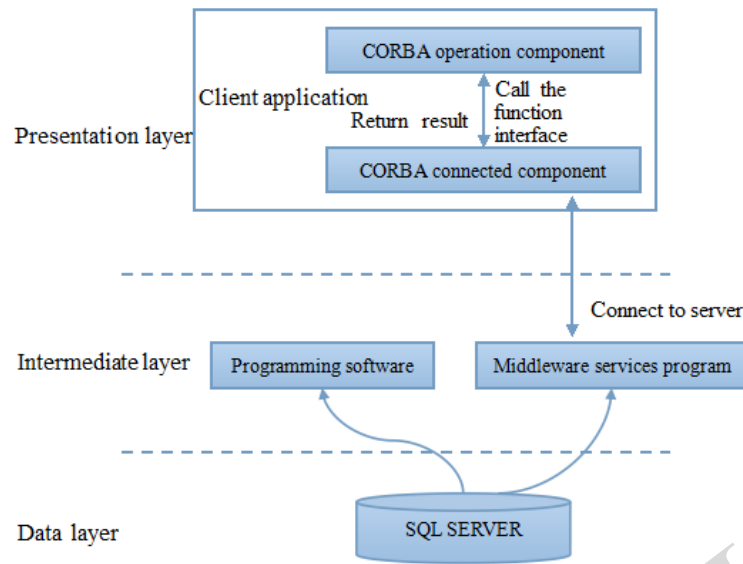 CORBA operation component
Client application
Call the
function
interface
Return result
Presentation layer
CORBA connected component
Connect to server
Intermediate layer
Programming software
Middleware services program
SQL SERVER
Data layer